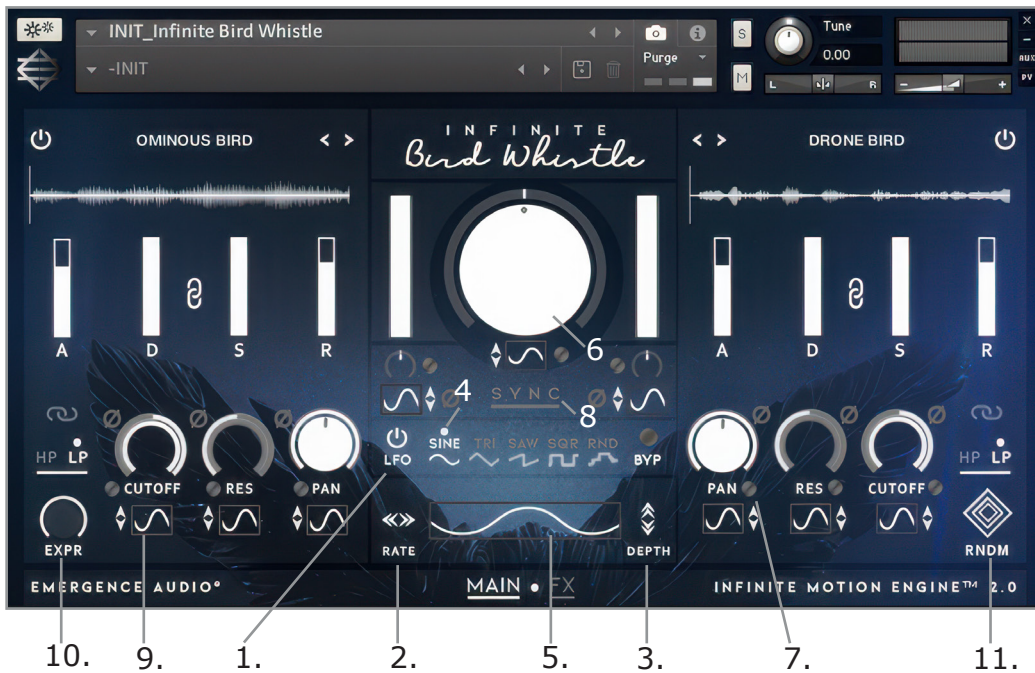 INIT_Infinite Bird Whistle
S
Tune
0.00
×
–
AUX
PV
-INIT
Purge
M
L R
– +
OMINOUS BIRD < >
INFINITE
Bird Whistle
< > DRONE BIRD
A D S R
A D S R
6
4
SYNC
8
HP LP
LFO SINE TRI SAW SQR RND BYP
HP LP
CUTOFF RES PAN
PAN RES CUTOFF
EXPR
RATE DEPTH
RNDM
EMERGENCE AUDIO®
MAIN • FX
INFINITE MOTION ENGINE™ 2.0
10. 9. 1. 2. 5. 3. 7. 11.